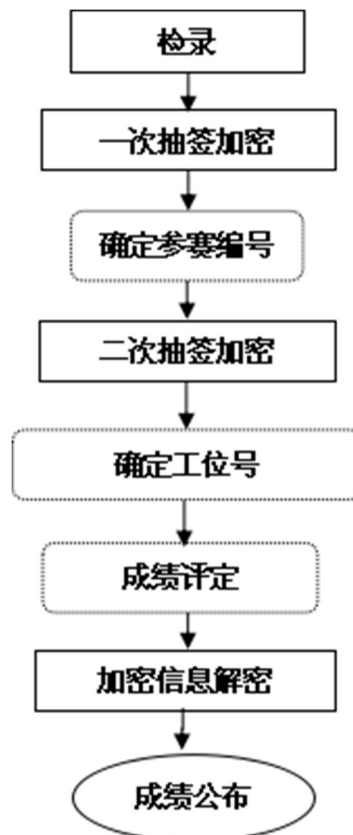 检录
一次抽签加密
确定参赛编号
二次抽签加密
确定工位号
成绩评定
加密信息解密
成绩公布